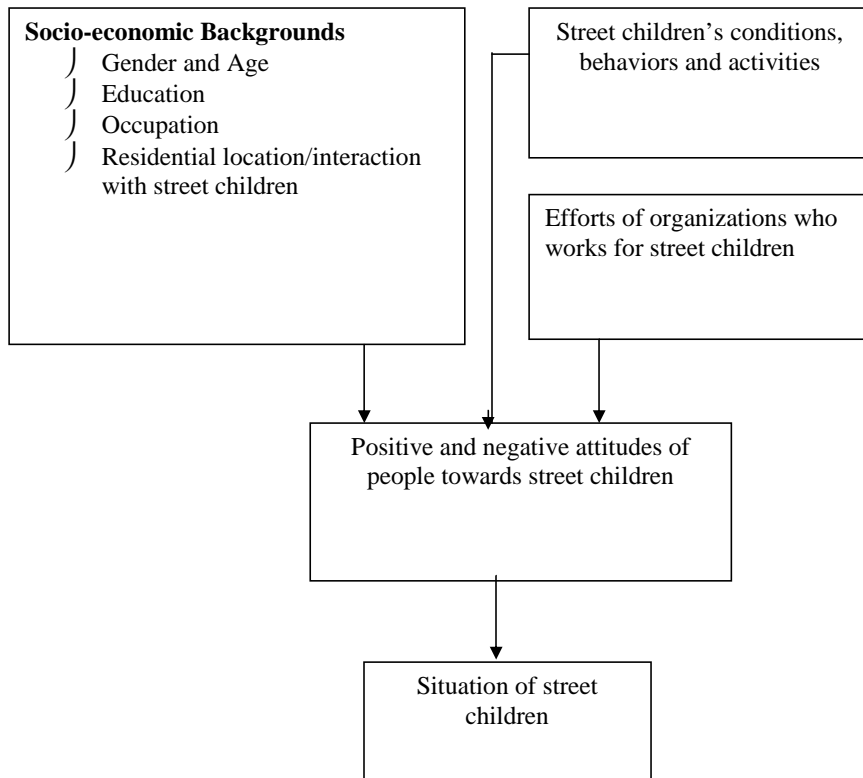 Socio-economic Backgrounds
Gender and Age
Education
Occupation
Residential location/interaction
with street children
Street children’s conditions,
behaviors and activities
Efforts of organizations who
works for street children
Positive and negative attitudes of
people towards street children
Situation of street
children